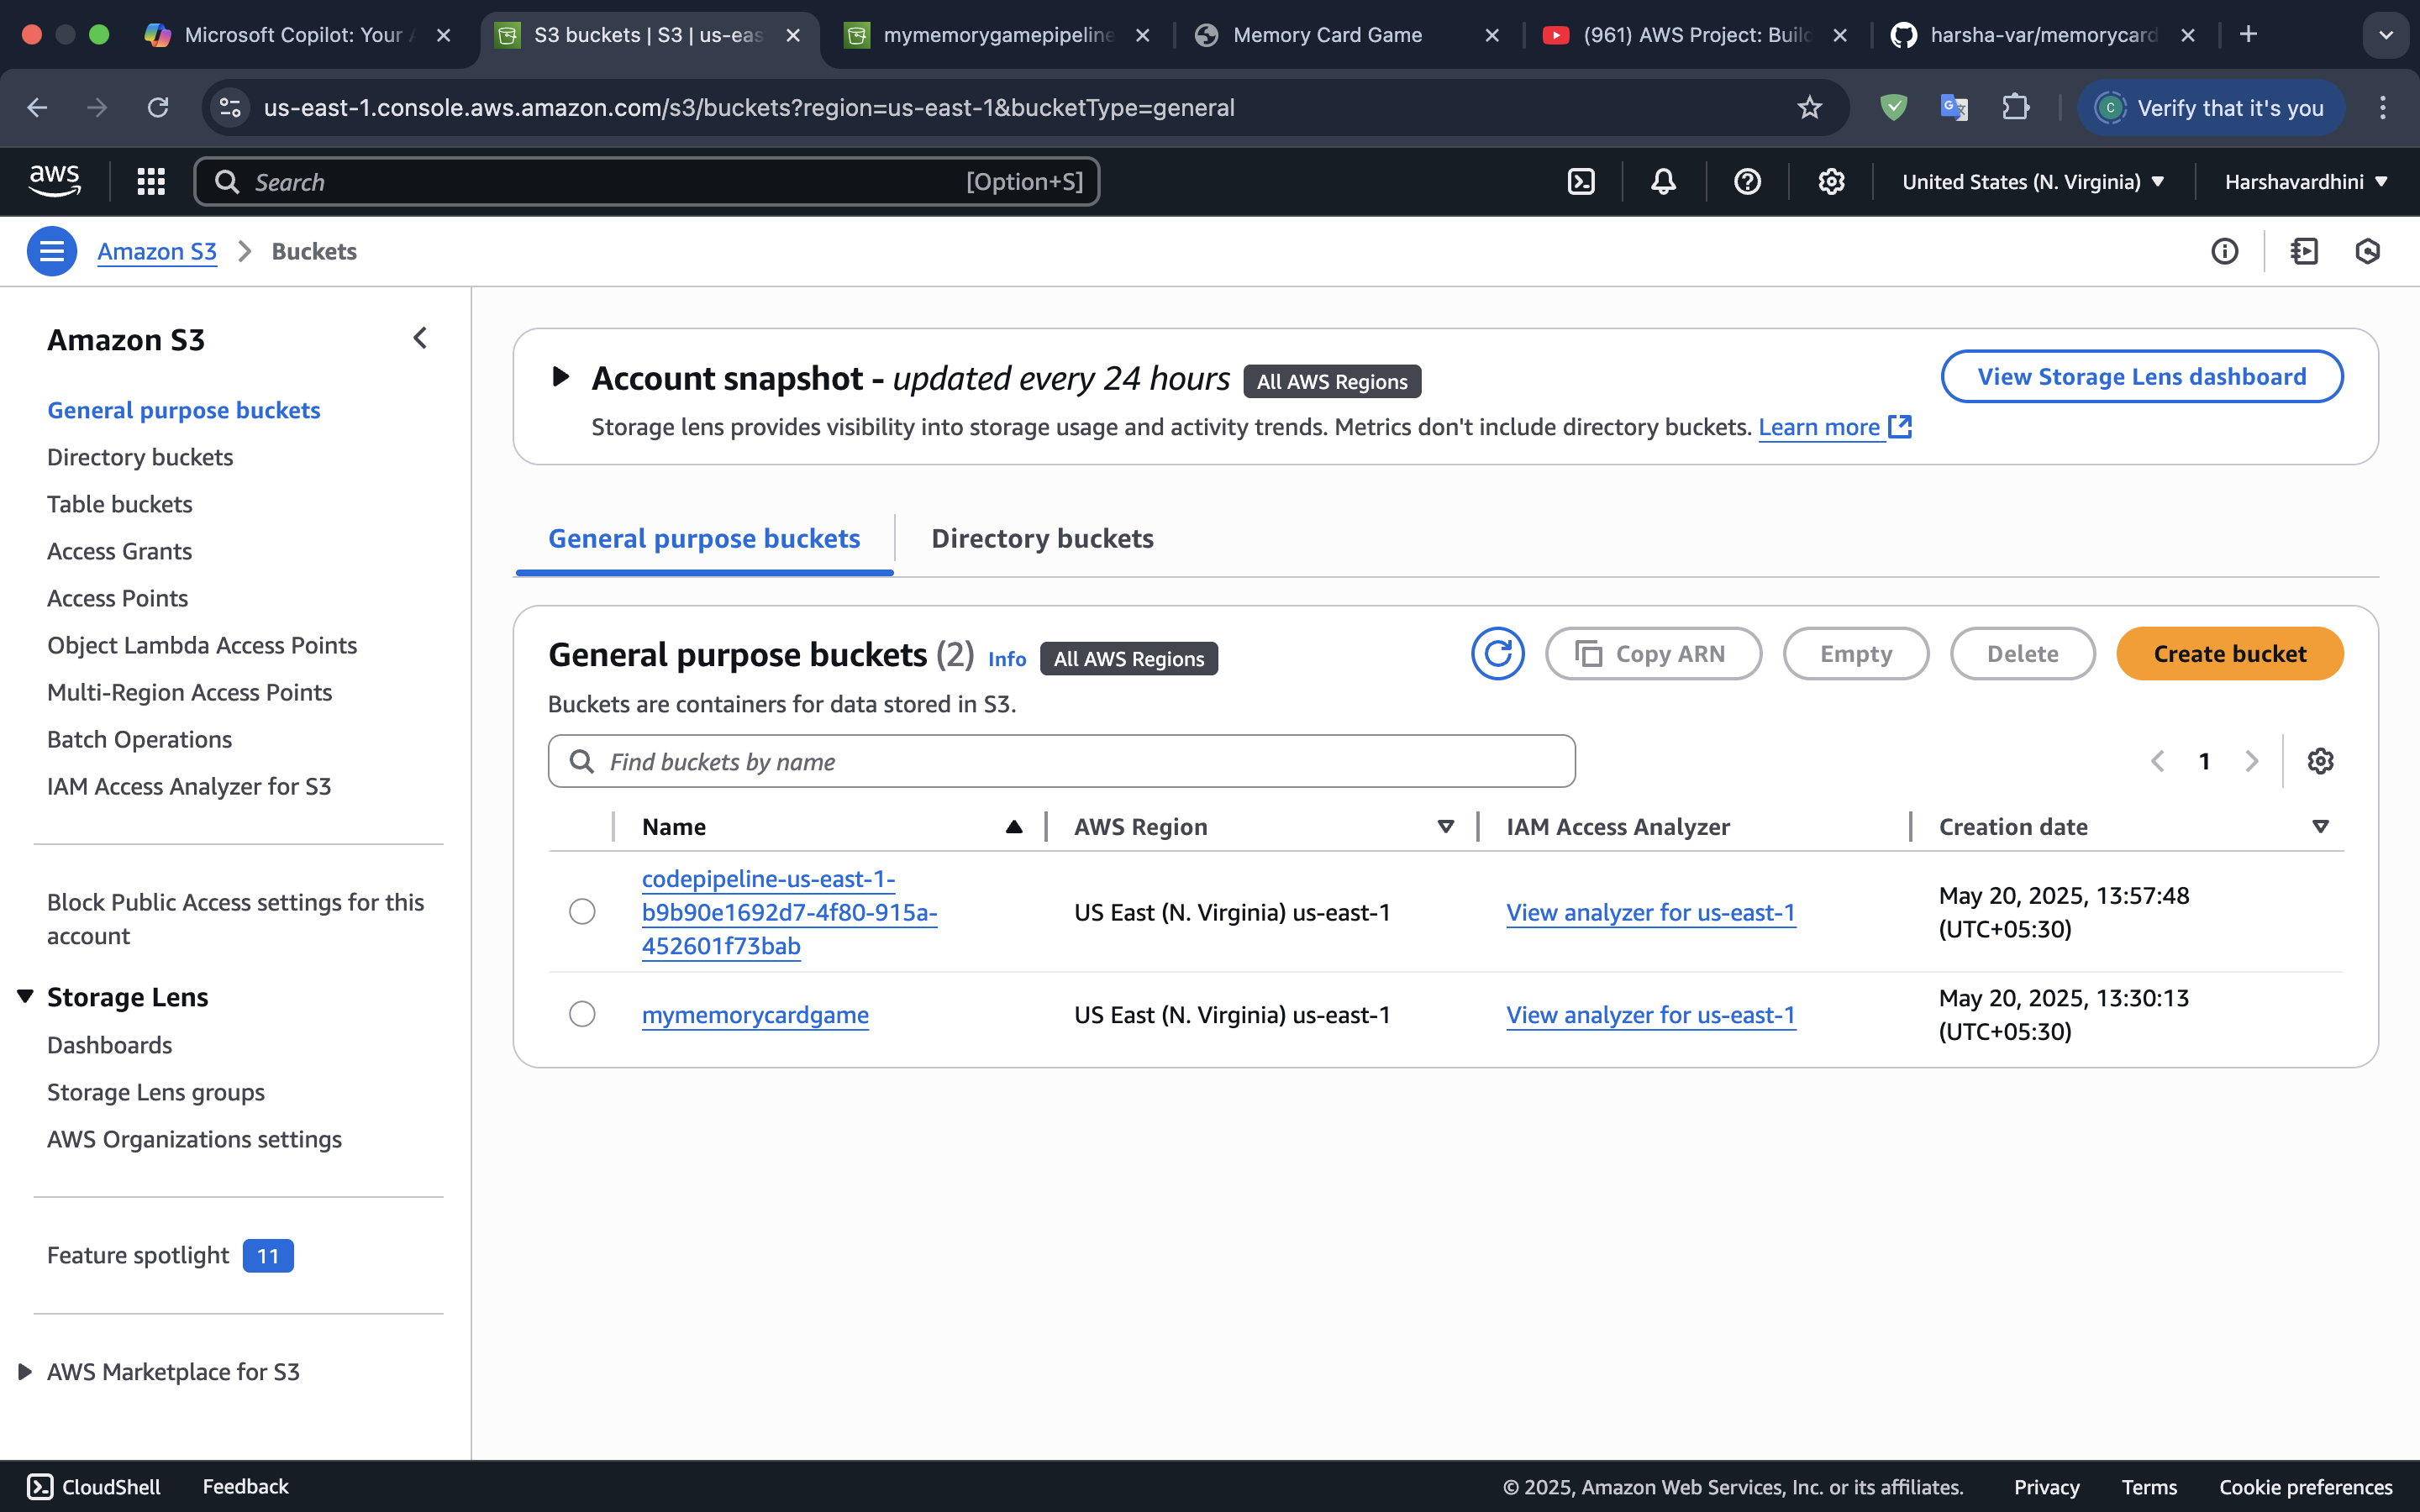 Microsoft Copilot: Your A
S3 buckets | S3 | us-eas
mymemorygamepipeline
Memory Card Game
(961) AWS Project: Build
harsha-var/memorycard
us-east-1.console.aws.amazon.com/s3/buckets?region=us-east-1&bucketType=general
C
Verify that it's you
aws
Search
[Option+S]
United States (N. Virginia)
Harshavardhini
Amazon S3
Buckets
Amazon S3
General purpose buckets
Directory buckets
Table buckets
Access Grants
Access Points
Object Lambda Access Points
Multi-Region Access Points
Batch Operations
IAM Access Analyzer for S3
Block Public Access settings for this
account
Storage Lens
Dashboards
Storage Lens groups
AWS Organizations settings
Feature spotlight 11
AWS Marketplace for S3
Account snapshot - updated every 24 hours All AWS Regions
View Storage Lens dashboard
Storage lens provides visibility into storage usage and activity trends. Metrics don't include directory buckets. Learn more
General purpose buckets
Directory buckets
General purpose buckets (2) Info All AWS Regions
Copy ARN
Empty
Delete
Create bucket
Buckets are containers for data stored in S3.
Find buckets by name
1
Name
AWS Region
IAM Access Analyzer
Creation date
codepipeline-us-east-1-
b9b90e1692d7-4f80-915a-
452601f73bab
US East (N. Virginia) us-east-1
View analyzer for us-east-1
May 20, 2025, 13:57:48
(UTC+05:30)
mymemorycardgame
US East (N. Virginia) us-east-1
View analyzer for us-east-1
May 20, 2025, 13:30:13
(UTC+05:30)
CloudShell
Feedback
© 2025, Amazon Web Services, Inc. or its affiliates.
Privacy
Terms
Cookie preferences